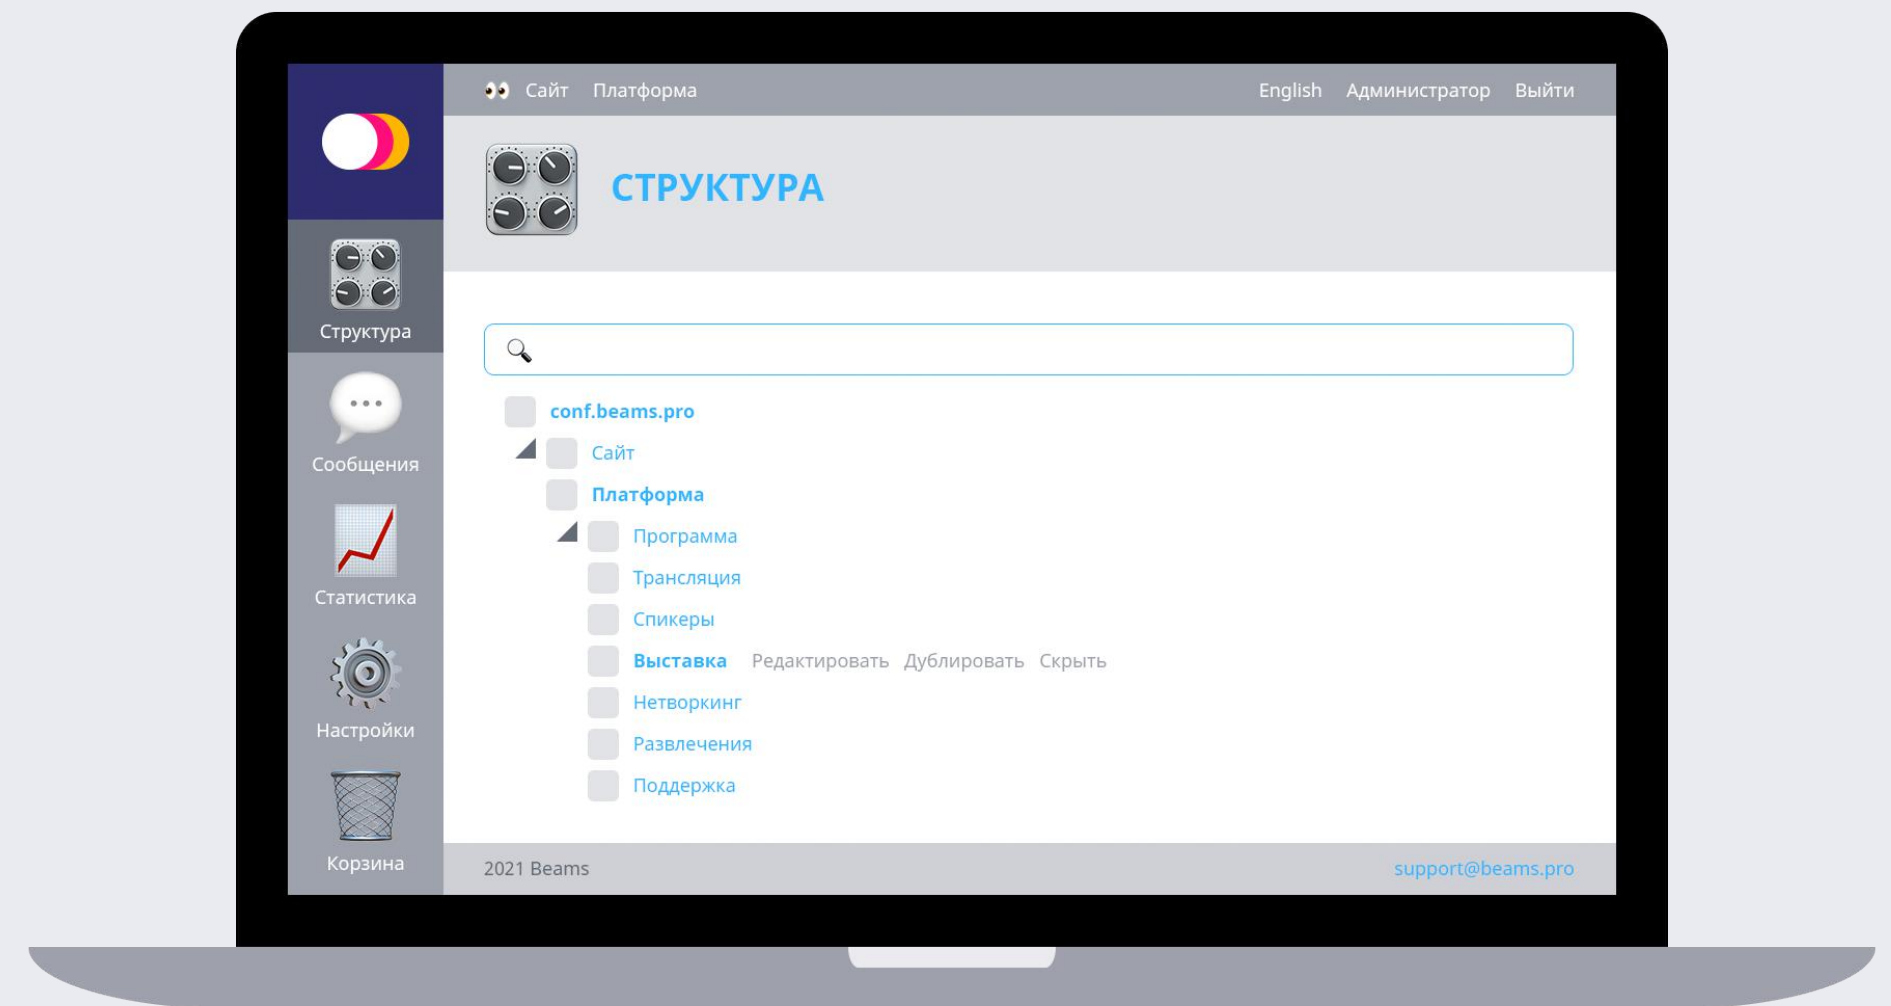 Сайт Платформа English Администратор Выйти
СТРУКТУРА
Структура
Сообщения
Статистика
Настройки
Корзина
conf.beams.pro
Сайт
Платформа
Программа
Трансляция
Спикеры
Выставка Редактировать Дублировать Скрыть
Нетворкинг
Развлечения
Поддержка
2021 Beams support@beams.pro